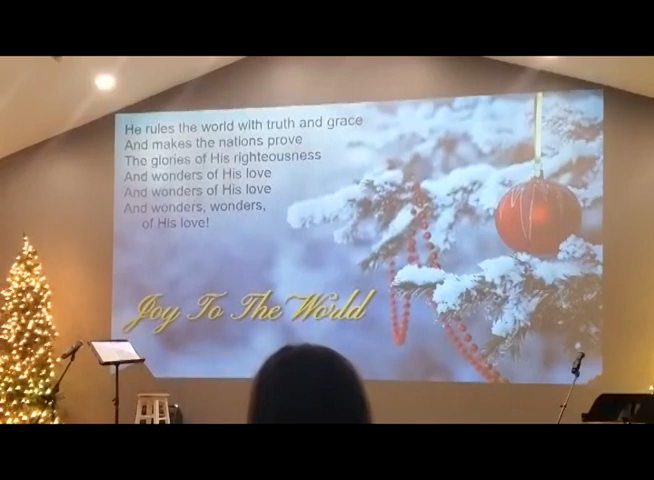 He rules the world with truth and grace
And makes the nations prove
The glories of His righteousness
And wonders of His love
And wonders of His love
And wonders, wonders,
of His love!
Joy To The World